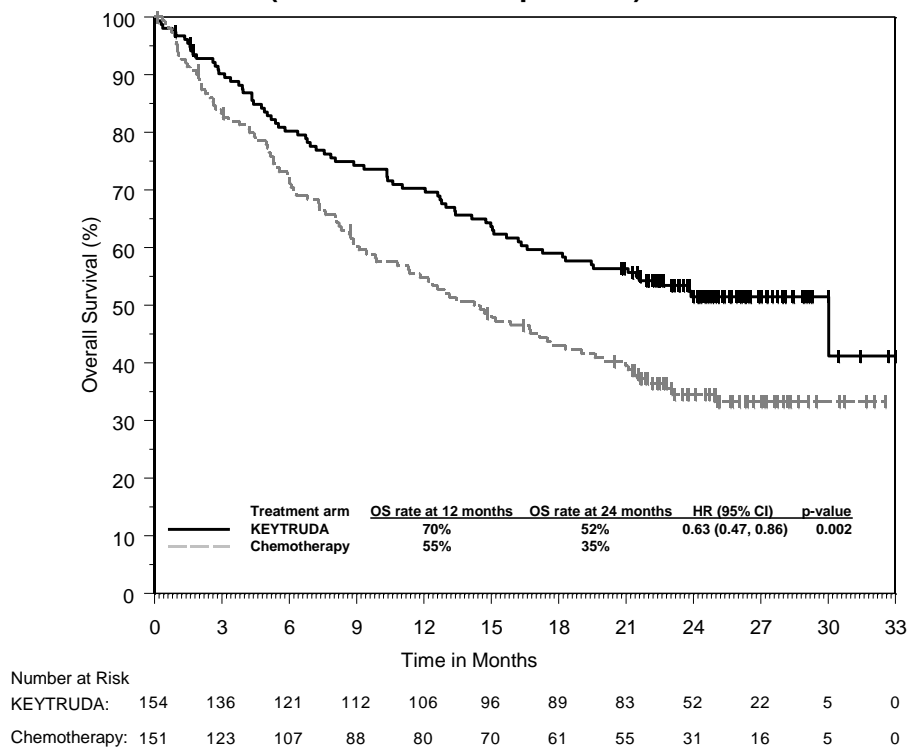 100
90
80
70
60
50
40
30
20
10
0
Overall Survival (%)
Treatment arm OS rate at 12 months OS rate at 24 months HR (95% CI) p-value
KEYTRUDA 70% 52% 0.63 (0.47, 0.86) 0.002
Chemotherapy 55% 35%
0 3 6 9 12 15 18 21 24 27 30 33
Time in Months
Number at Risk
KEYTRUDA: 154 136 121 112 106 96 89 83 52 22 5 0
Chemotherapy: 151 123 107 88 80 70 61 55 31 16 5 0